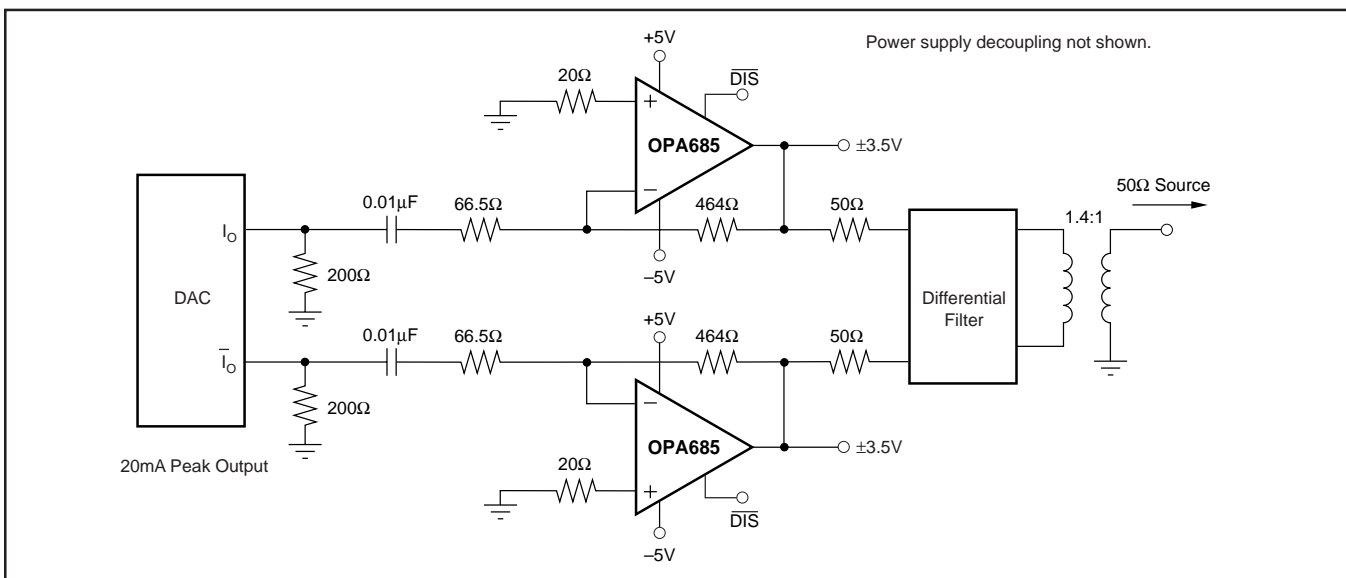 Power supply decoupling not shown.
+5V
20Ω
DIS
+
OPA685
±3.5V
−
0.01µF
66.5Ω
464Ω
50Ω
50Ω Source
1.4:1
IO
–5V
200Ω
DAC
Differential
Filter
0.01µF
66.5Ω
+5V
464Ω
50Ω
IO
−
200Ω
OPA685
±3.5V
20mA Peak Output
20Ω
+
DIS
–5V